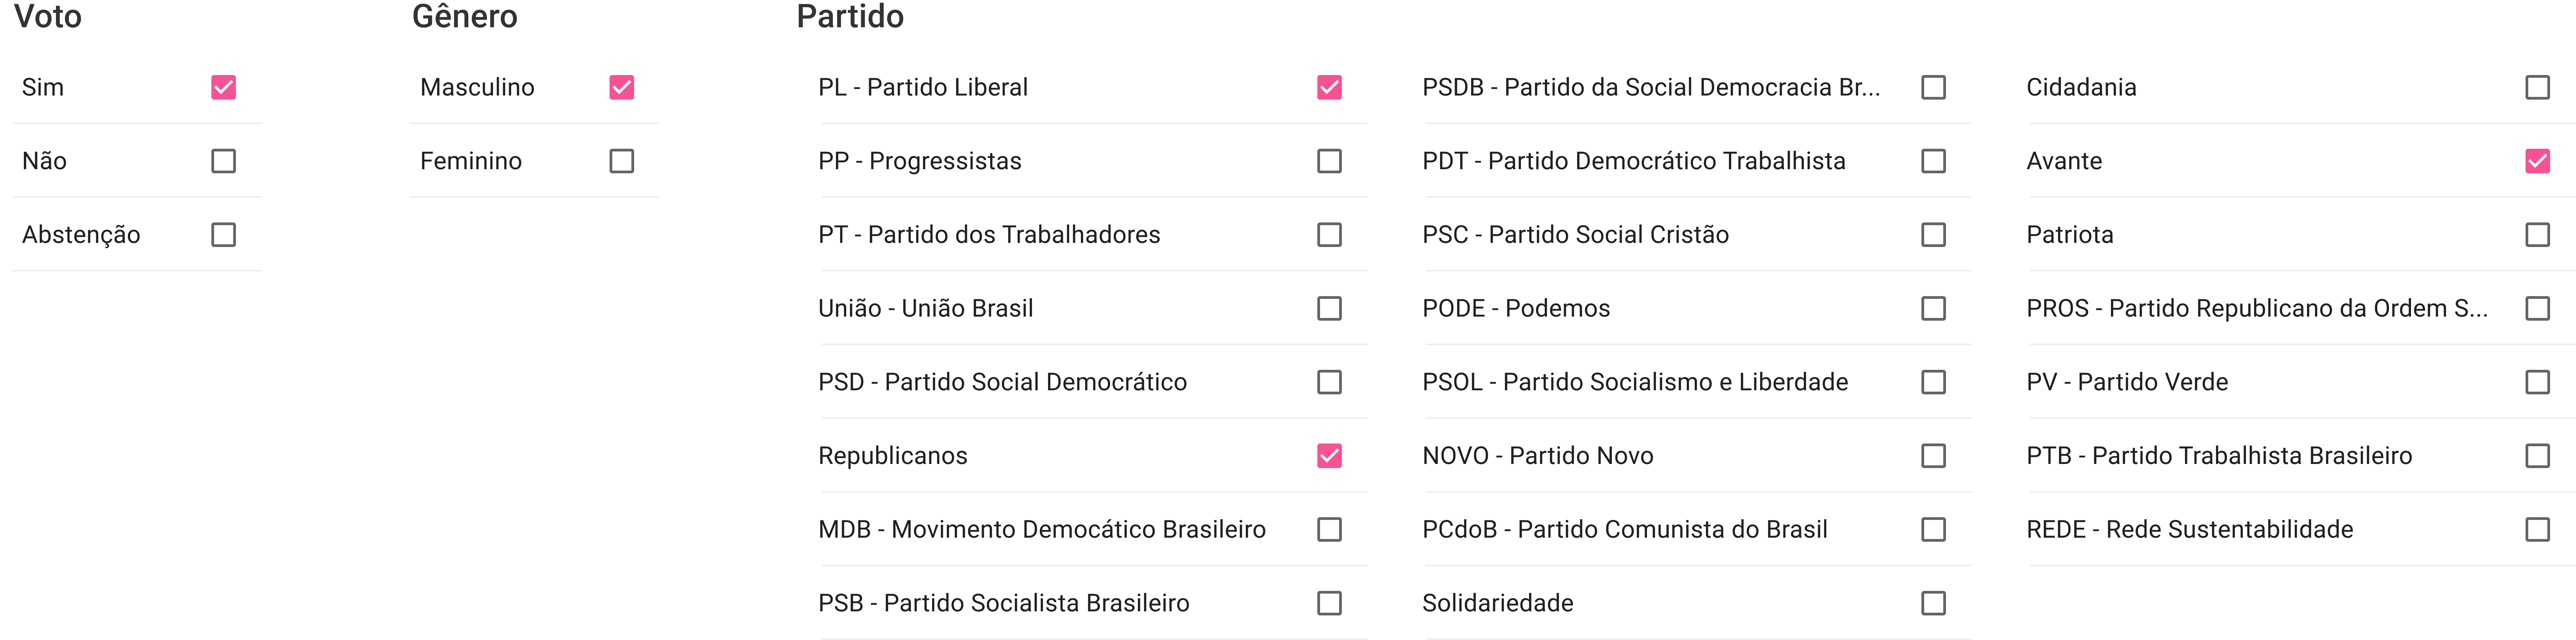 Voto
Sim
Não
Abstenção
Gênero
Masculino
Feminino
Partido
PL - Partido Liberal
PP - Progressistas
PT - Partido dos Trabalhadores
União - União Brasil
PSD - Partido Social Democrático
Republicanos
MDB - Movimento Democático Brasileiro
PSB - Partido Socialista Brasileiro
PSDB - Partido da Social Democracia Br...
PDT - Partido Democrático Trabalhista
PSC - Partido Social Cristão
PODE - Podemos
PSOL - Partido Socialismo e Liberdade
NOVO - Partido Novo
PCdoB - Partido Comunista do Brasil
Solidariedade
Cidadania
Avante
Patriota
PROS - Partido Republicano da Ordem S...
PV - Partido Verde
PTB - Partido Trabalhista Brasileiro
REDE - Rede Sustentabilidade